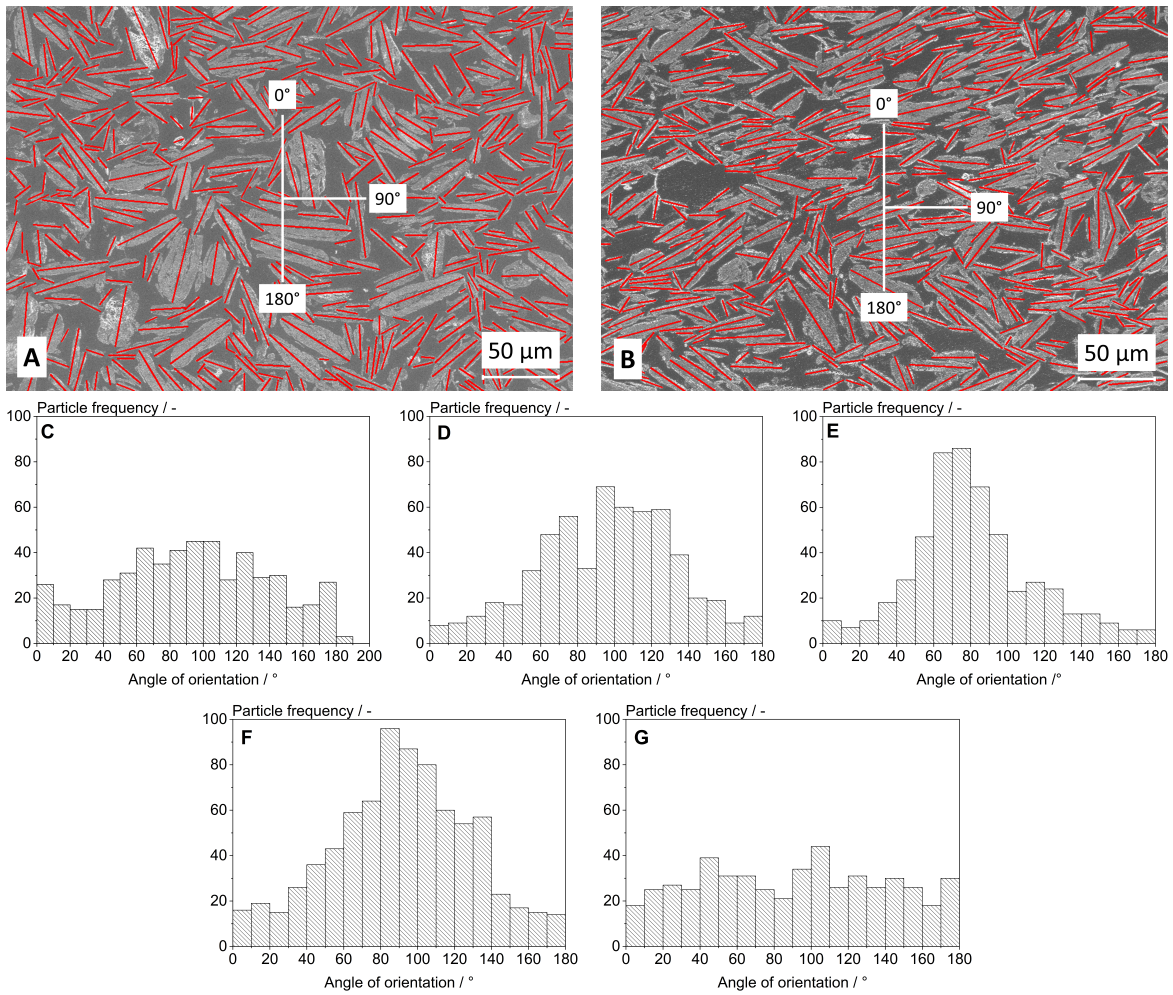 0°
90°
180°
A
50 µm
0°
90°
180°
B
50 µm
Particle frequency / -
C
100
80
60
40
20
0
0 20 40 60 80 100 120 140 160 180 200
Angle of orientation / °
Particle frequency / -
D
100
80
60
40
20
0
0 20 40 60 80 100 120 140 160 180
Angle of orientation / °
Particle frequency / -
E
100
80
60
40
20
0
0 20 40 60 80 100 120 140 160 180
Angle of orientation /°
Particle frequency / -
F
100
80
60
40
20
0
0 20 40 60 80 100 120 140 160 180
Angle of orientation / °
Particle frequency / -
G
100
80
60
40
20
0
0 20 40 60 80 100 120 140 160 180
Angle of orientation / °